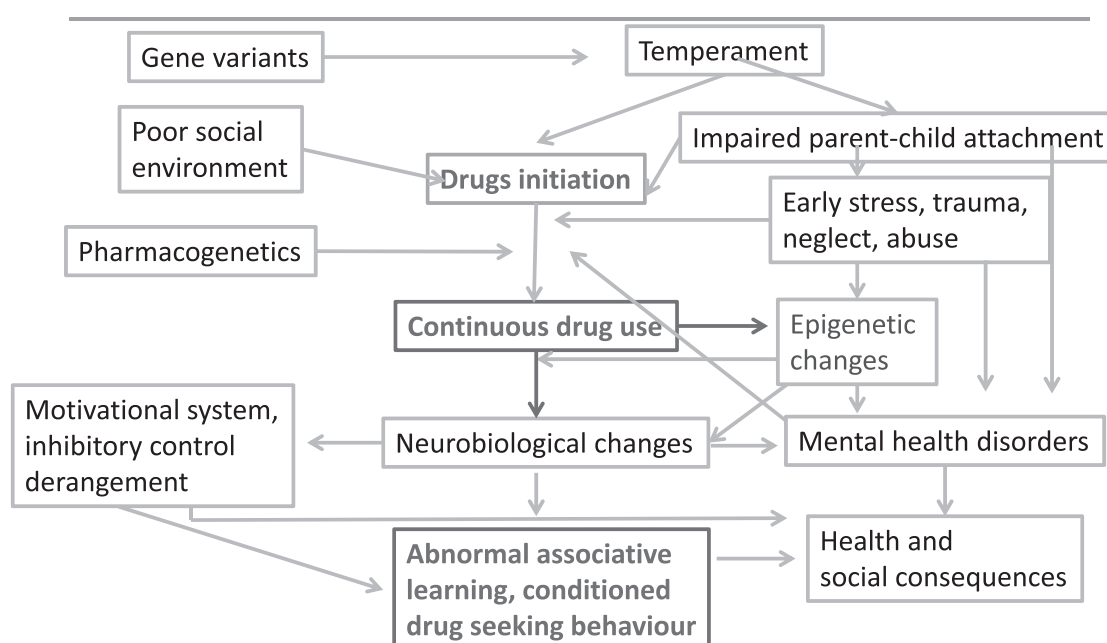 Gene variants
Temperament
Poor social
environment
Impaired parent-child attachment
Drugs initiation
Early stress, trauma,
neglect, abuse
Pharmacogenetics
Continuous drug use
Epigenetic
changes
Motivational system,
inhibitory control
derangement
Neurobiological changes
Mental health disorders
Abnormal associative
learning, conditioned
drug seeking behaviour
Health and
social consequences